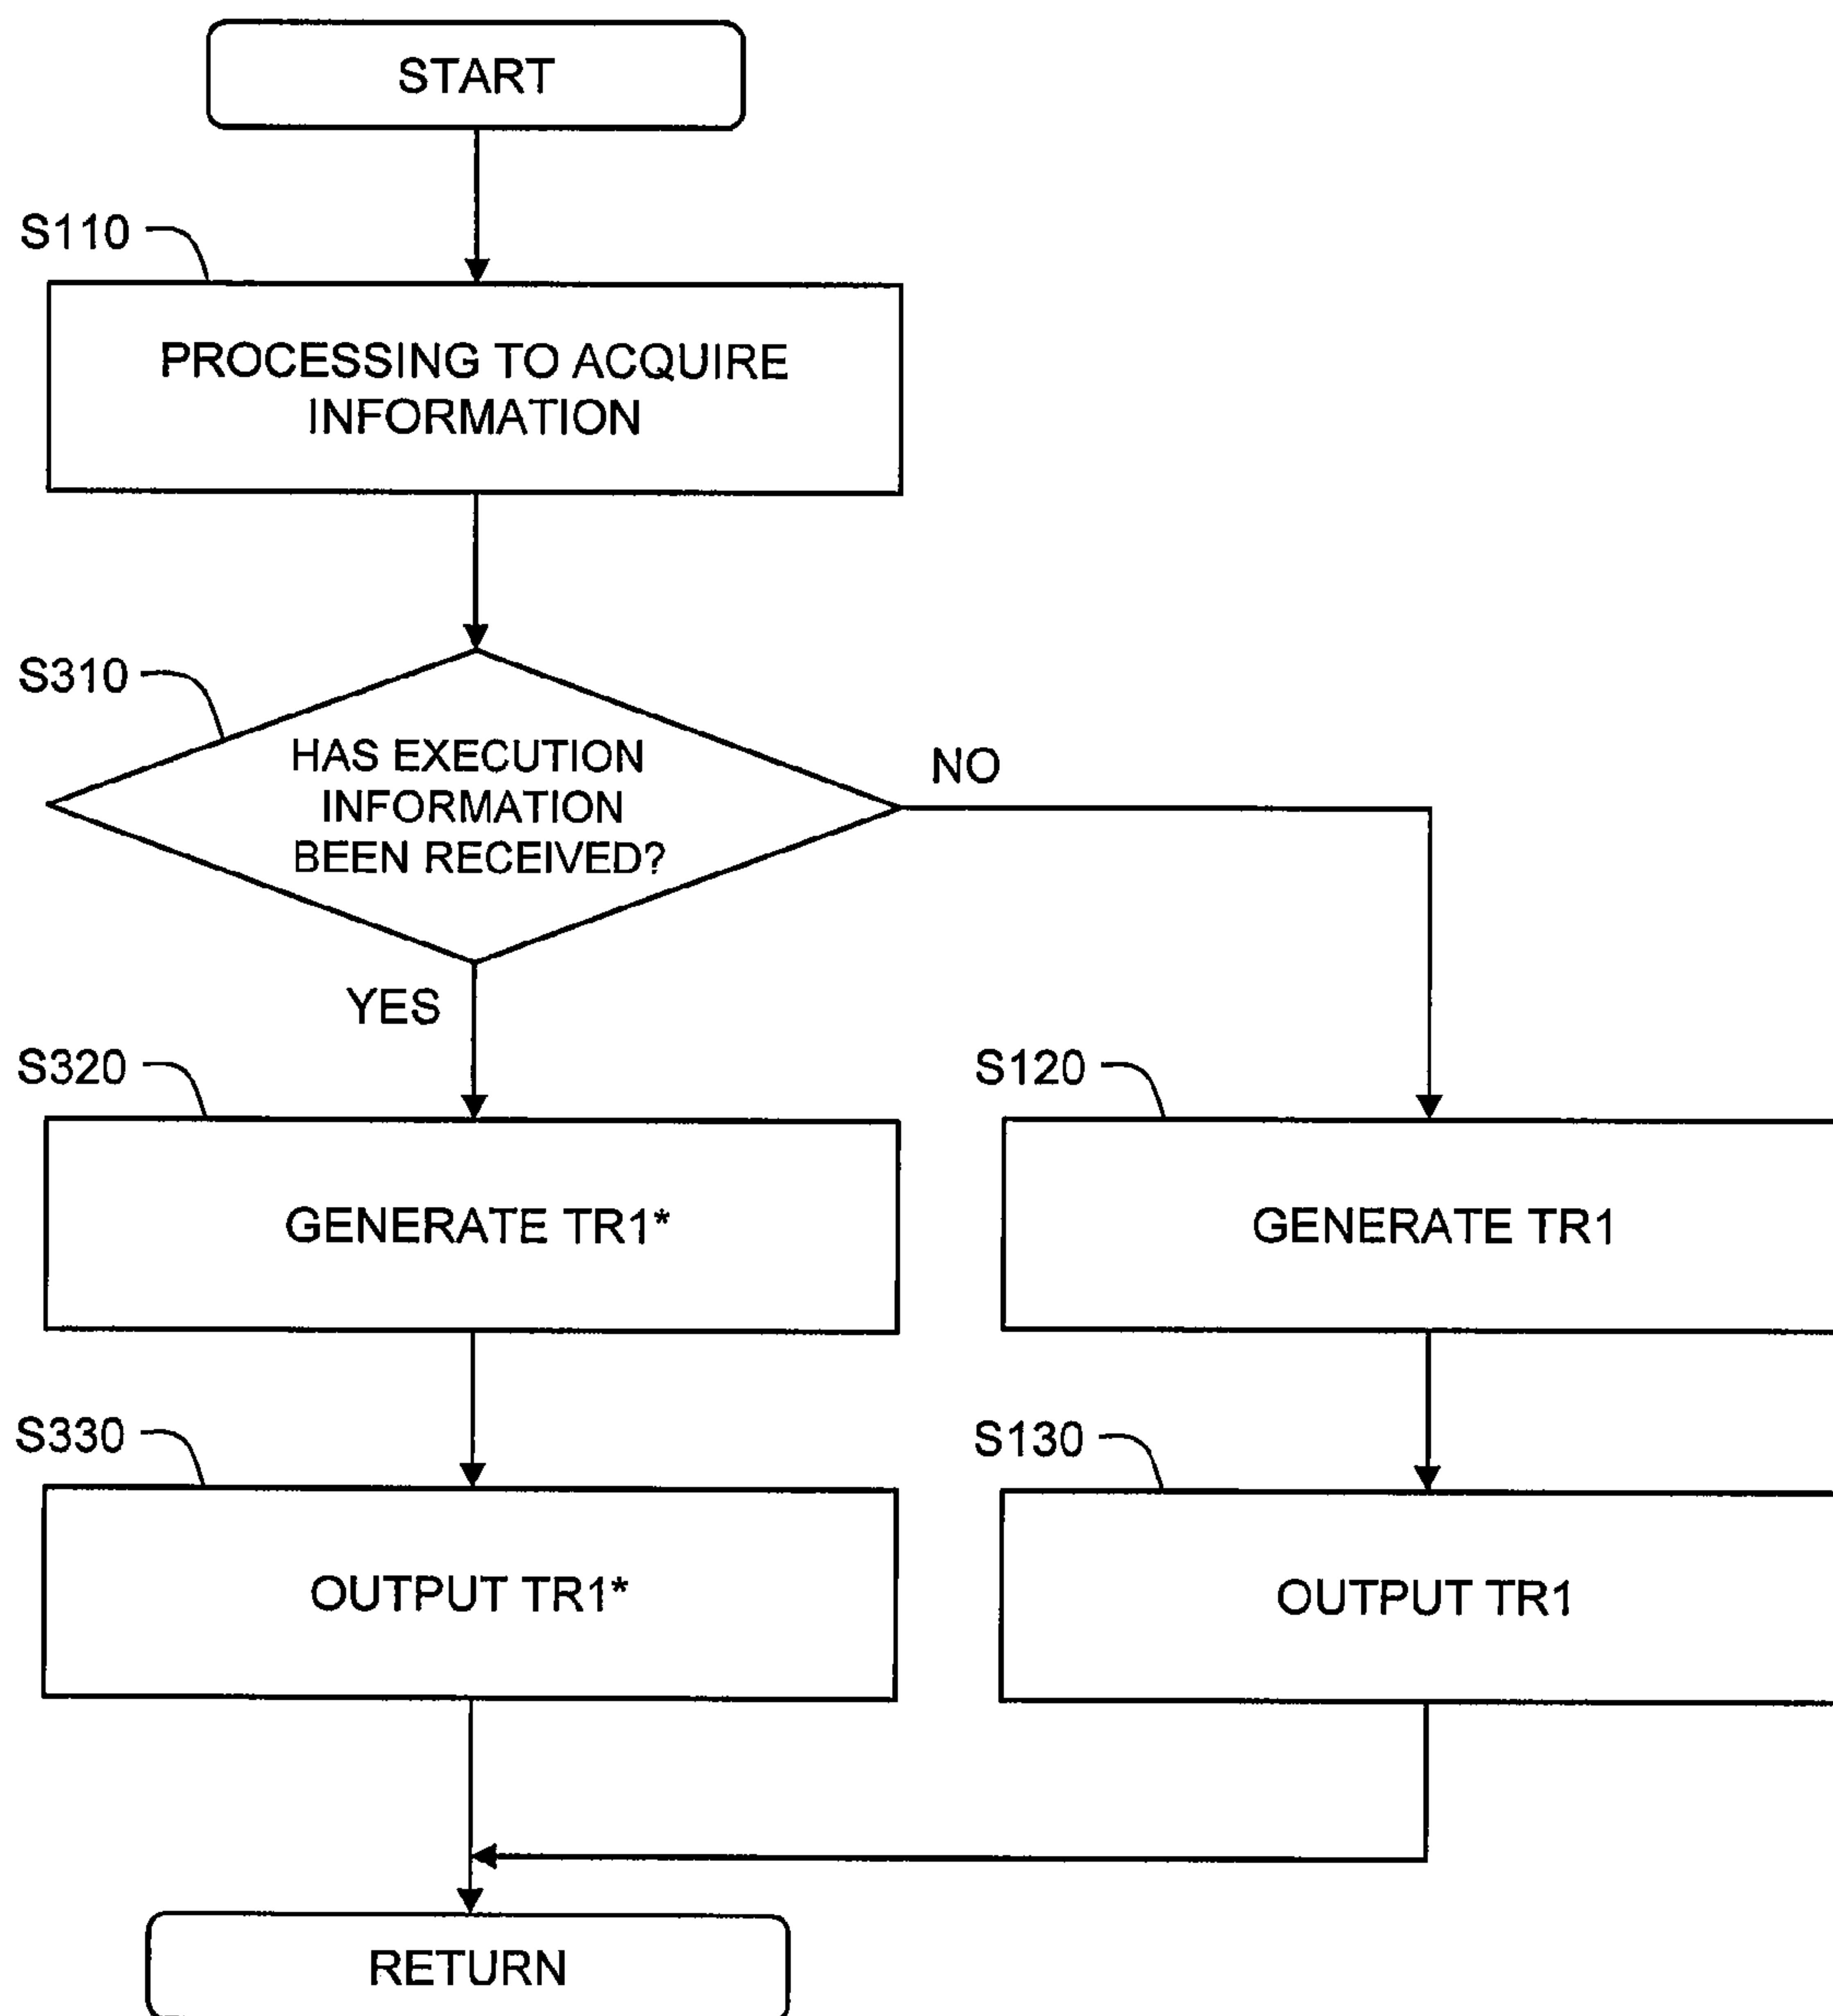 START
S110
PROCESSING TO ACQUIRE
INFORMATION
S310
HAS EXECUTION
INFORMATION
BEEN RECEIVED?
NO
YES
S320
GENERATE TR1*
S120
GENERATE TR1
S330
OUTPUT TR1*
S130
OUTPUT TR1
RETURN